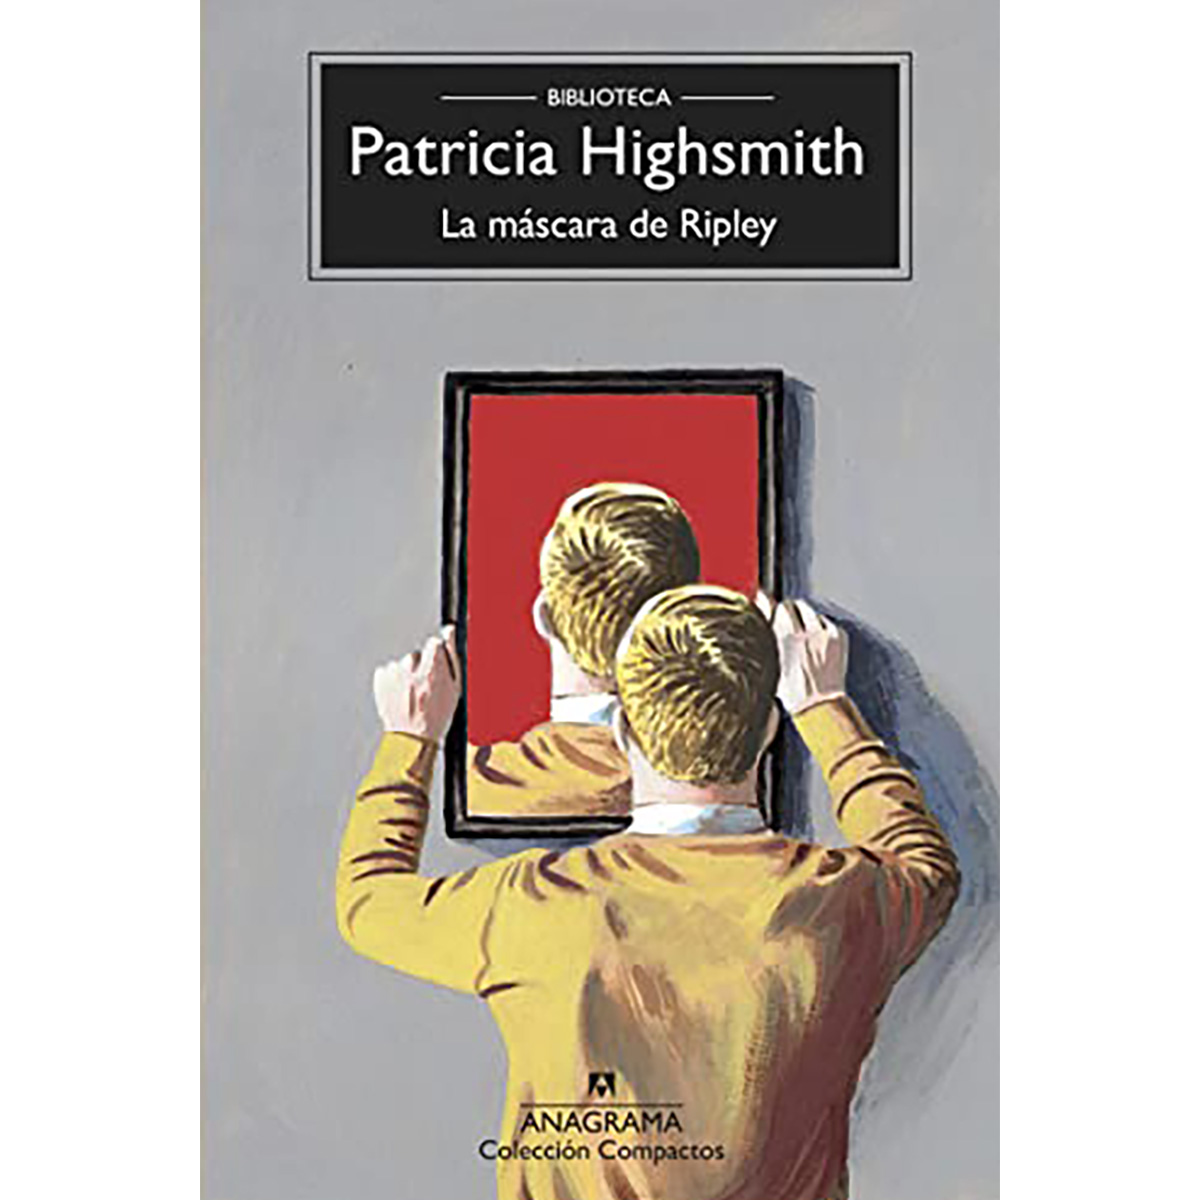 BIBLIOTECA
Patricia Highsmith
La máscara de Ripley
ANAGRAMA
Colección Compactos